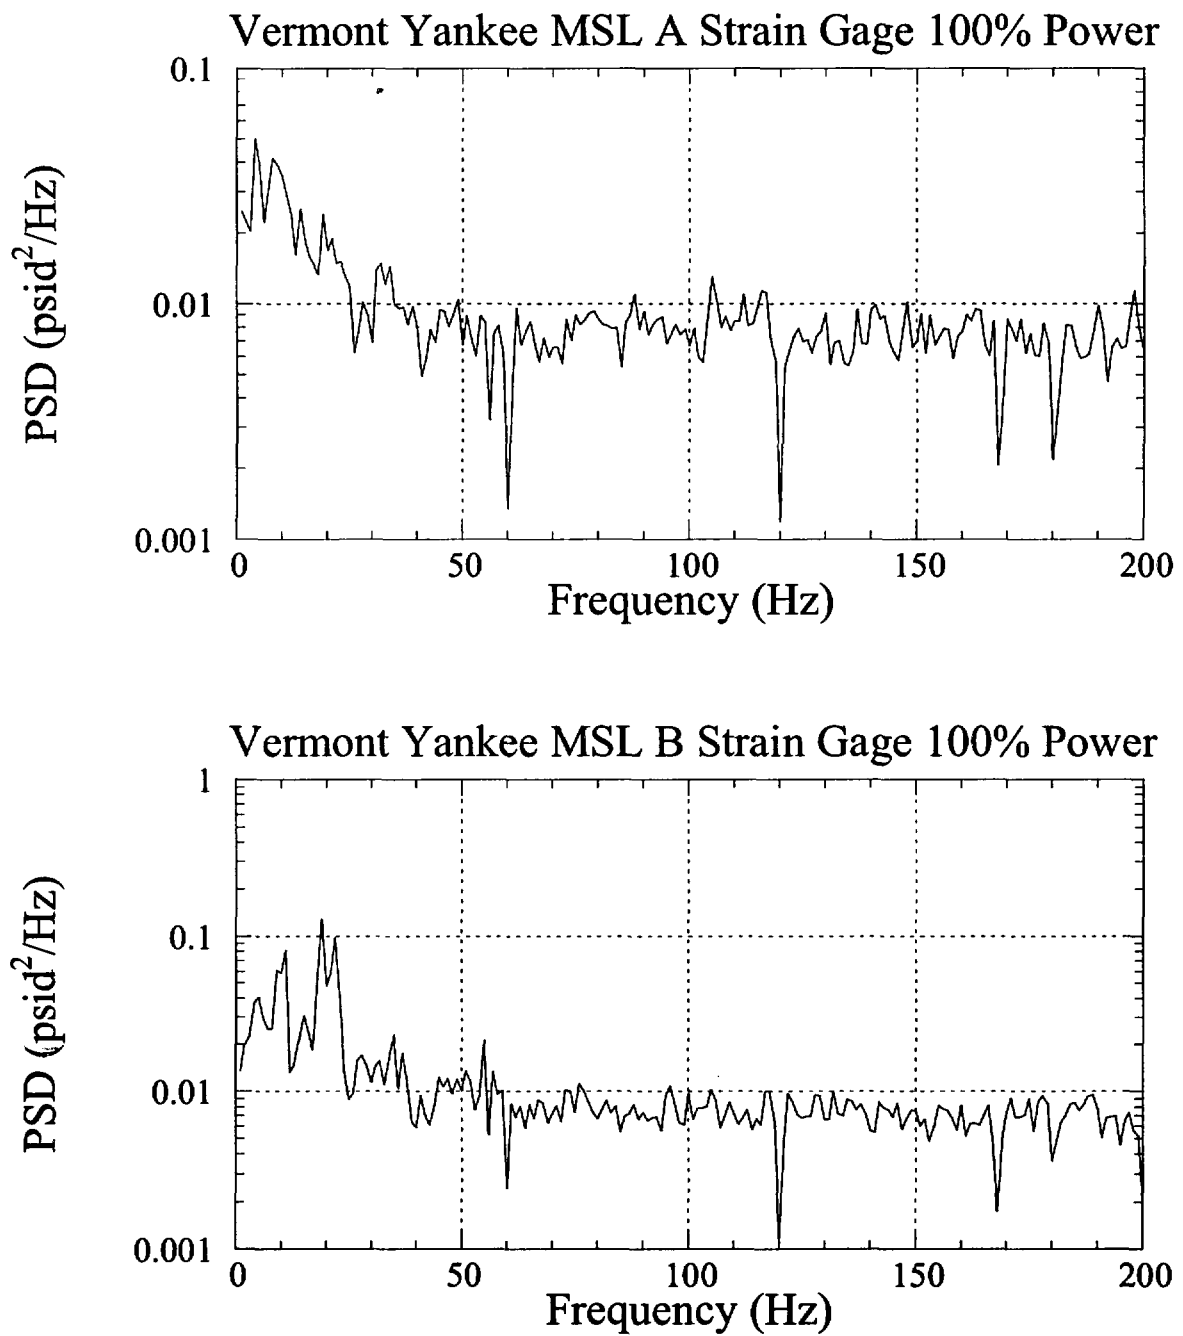 Vermont Yankee MSL A Strain Gage 100% Power
0.1
0.01
0.001
PSD (psid²/Hz)
0 50 100 150 200
Frequency (Hz)
Vermont Yankee MSL B Strain Gage 100% Power
1
0.1
0.01
0.001
PSD (psid²/Hz)
0 50 100 150 200
Frequency (Hz)